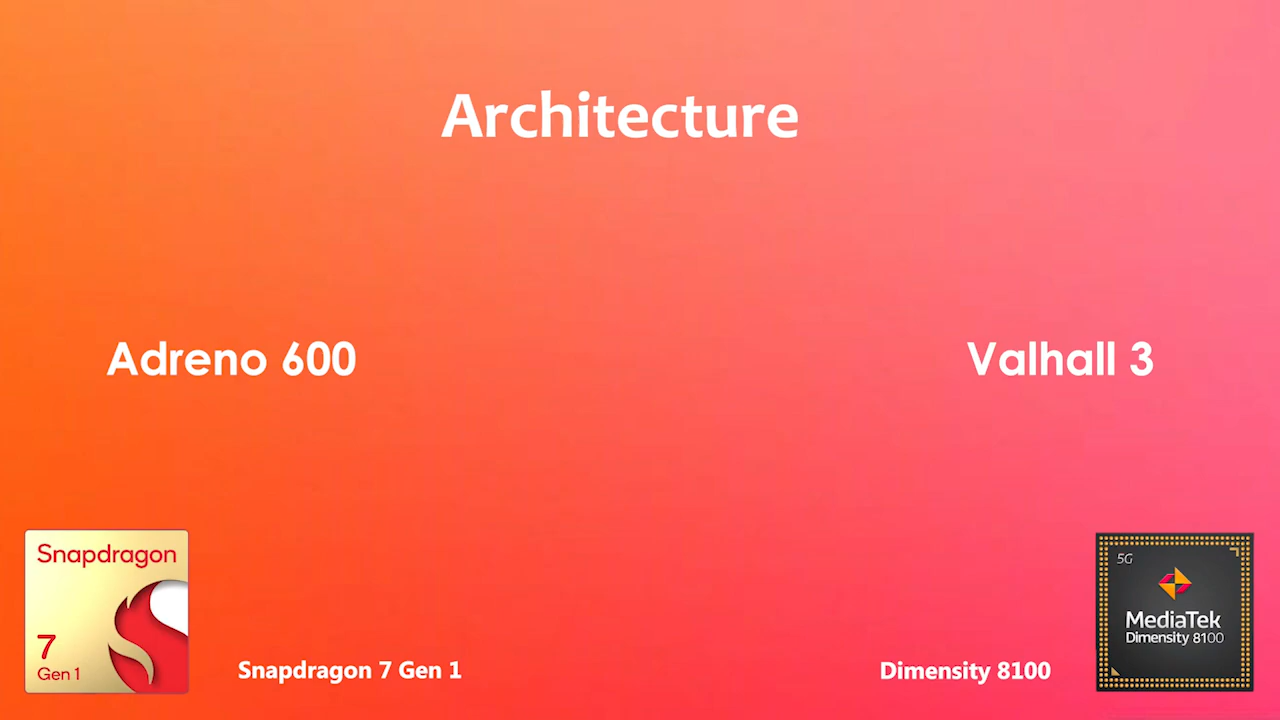 Architecture
Adreno 600
Valhall 3
Snapdragon
7
Gen 1
Snapdragon 7 Gen 1
Dimensity 8100
5G
MediaTek
Dimensity 8100